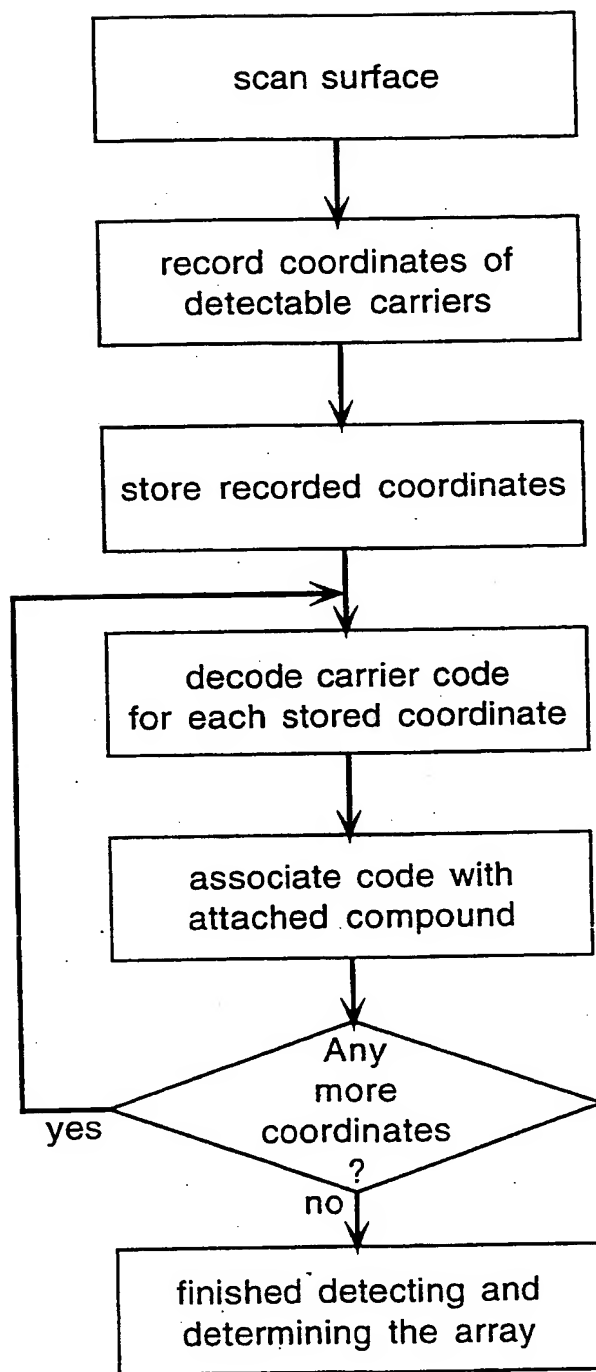 scan surface
record coordinates of
detectable carriers
store recorded coordinates
decode carrier code
for each stored coordinate
associate code with
attached compound
Any
more
coordinates
?
yes
no
finished detecting and
determining the array